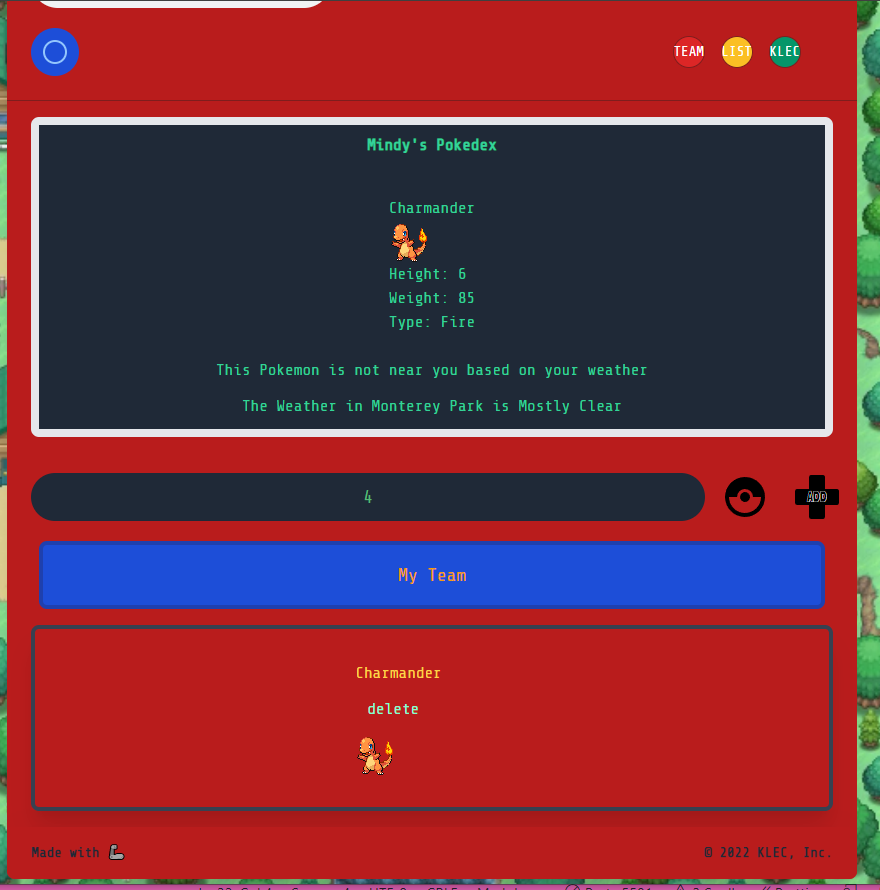 TEAM LIST KLEC
Mindy's Pokedex
Charmander
Height: 6
Weight: 85
Type: Fire
This Pokemon is not near you based on your weather
The Weather in Monterey Park is Mostly Clear
4
ADD
My Team
Charmander
delete
Made with
© 2022 KLEC, Inc.